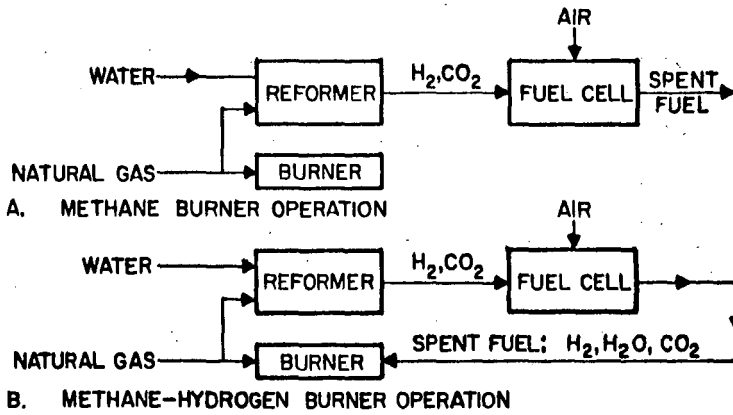 AIR
WATER
REFORMER
H₂,CO₂
FUEL CELL
SPENT
FUEL
NATURAL GAS
BURNER
A. METHANE BURNER OPERATION
AIR
WATER
REFORMER
H₂,CO₂
FUEL CELL
NATURAL GAS
BURNER
SPENT FUEL: H₂, H₂O, CO₂
B. METHANE-HYDROGEN BURNER OPERATION